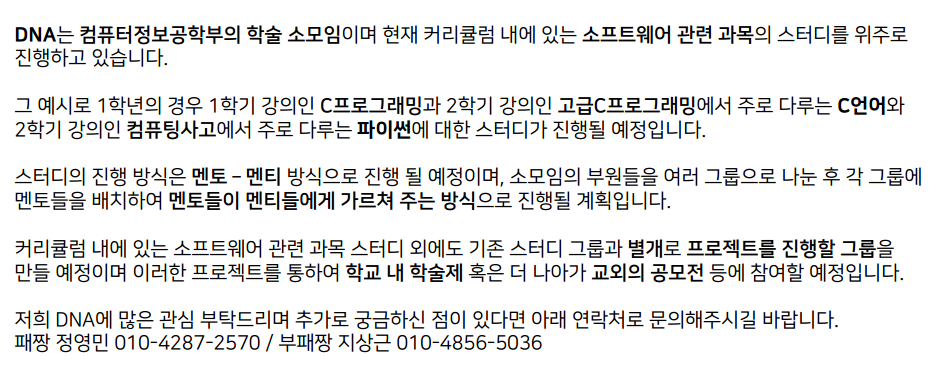 DNA는 컴퓨터정보공학부의 학술 소모임이며 현재 커리큘럼 내에 있는 소프트웨어 관련 과목의 스터디를 위주로
진행하고 있습니다.
그 예시로 1학년의 경우 1학기 강의인 C프로그래밍과 2학기 강의인 고급C프로그래밍에서 주로 다루는 C언어와
2학기 강의인 컴퓨팅사고에서 주로 다루는 파이썬에 대한 스터디가 진행될 예정입니다.
스터디의 진행 방식은 멘토 – 멘티 방식으로 진행 될 예정이며, 소모임의 부원들을 여러 그룹으로 나눈 후 각 그룹에
멘토들을 배치하여 멘토들이 멘티들에게 가르쳐 주는 방식으로 진행될 계획입니다.
커리큘럼 내에 있는 소프트웨어 관련 과목 스터디 외에도 기존 스터디 그룹과 별개로 프로젝트를 진행할 그룹을
만들 예정이며 이러한 프로젝트를 통하여 학교 내 학술제 혹은 더 나아가 교외의 공모전 등에 참여할 예정입니다.
저희 DNA에 많은 관심 부탁드리며 추가로 궁금하신 점이 있다면 아래 연락처로 문의해주시길 바랍니다.
패짱 정영민 010-4287-2570 / 부패짱 지상근 010-4856-5036